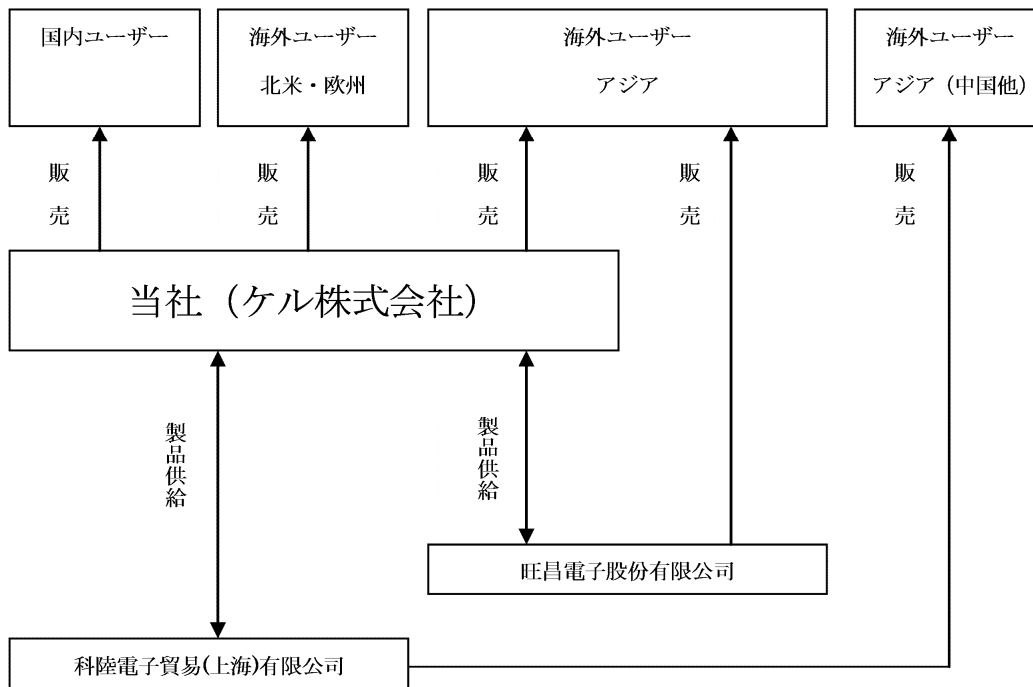 国内ユーザー
海外ユーザー
北米・欧州
海外ユーザー
アジア
海外ユーザー
アジア（中国他）
販売
販売
販売
販売
販売
当社（ケル株式会社）
製品供給
製品供給
旺昌電子股份有限公司
科陸電子貿易(上海)有限公司